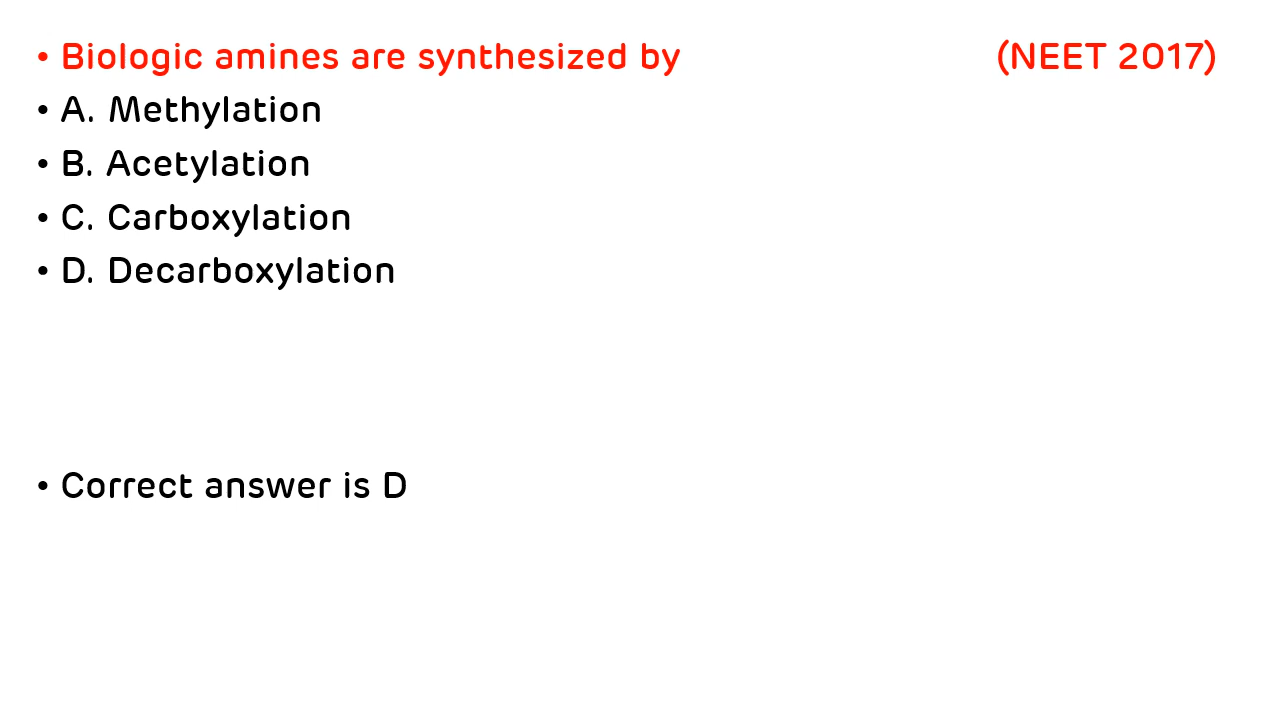 • Biologic amines are synthesized by (NEET 2017)
• A. Methylation
• B. Acetylation
• C. Carboxylation
• D. Decarboxylation
• Correct answer is D